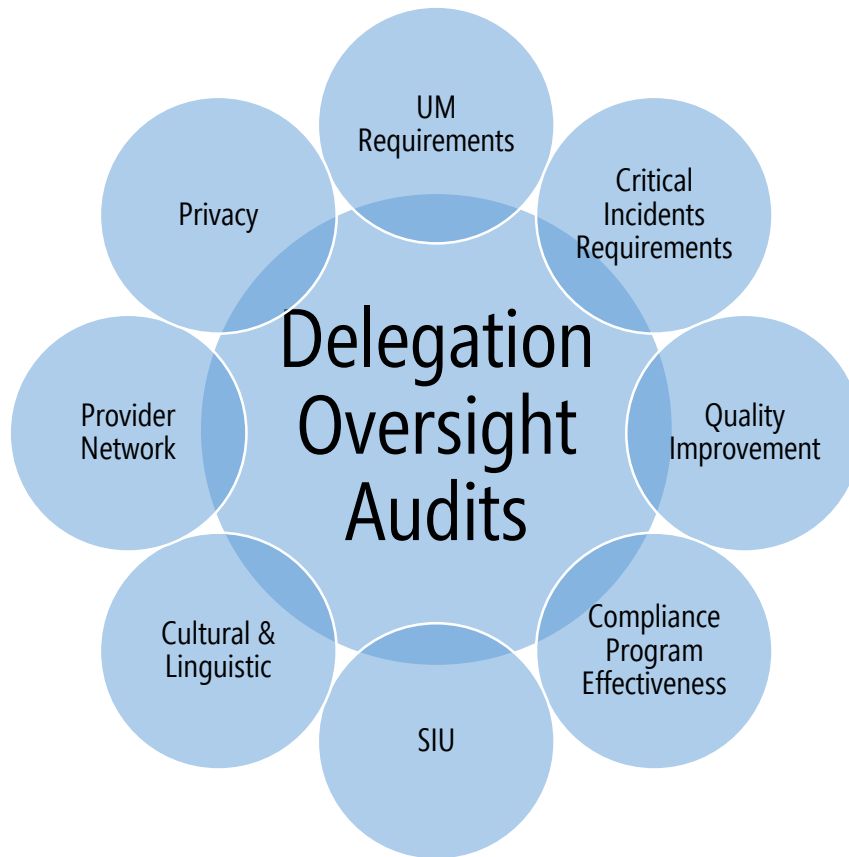 UM
Requirements
Critical
Incidents
Requirements
Quality
Improvement
Compliance
Program
Effectiveness
SIU
Cultural &
Linguistic
Provider
Network
Privacy
Delegation
Oversight
Audits